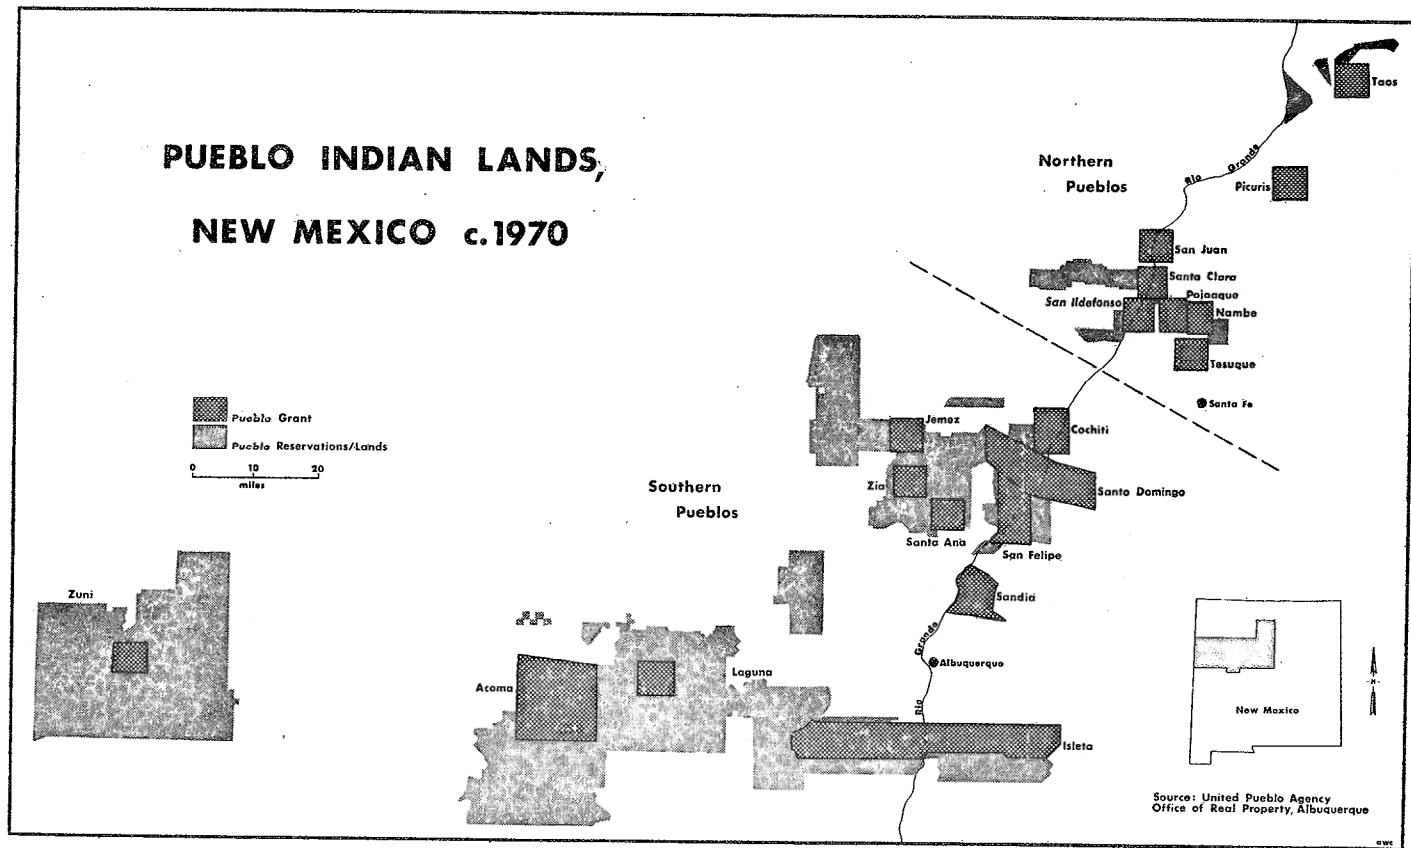 PUEBLO INDIAN LANDS,
NEW MEXICO c.1970
Northern
Pueblos
Taos
Rio Grande
Picuris
San Juan
Santa Clara
San Ildefonso
Pojoaque
Nambe
Tesuque
Santa Fe
Pueblo Grant
Pueblo Reservations/Lands
0 10 20
miles
Jemez
Cochiti
Zia
Santo Domingo
Southern
Pueblos
Santa Ana
San Felipe
Zuni
Sandia
Rio Grande
Albuquerque
Acoma
Laguna
Isleta
N
New Mexico
Source: United Pueblo Agency
Office of Real Property, Albuquerque
awc